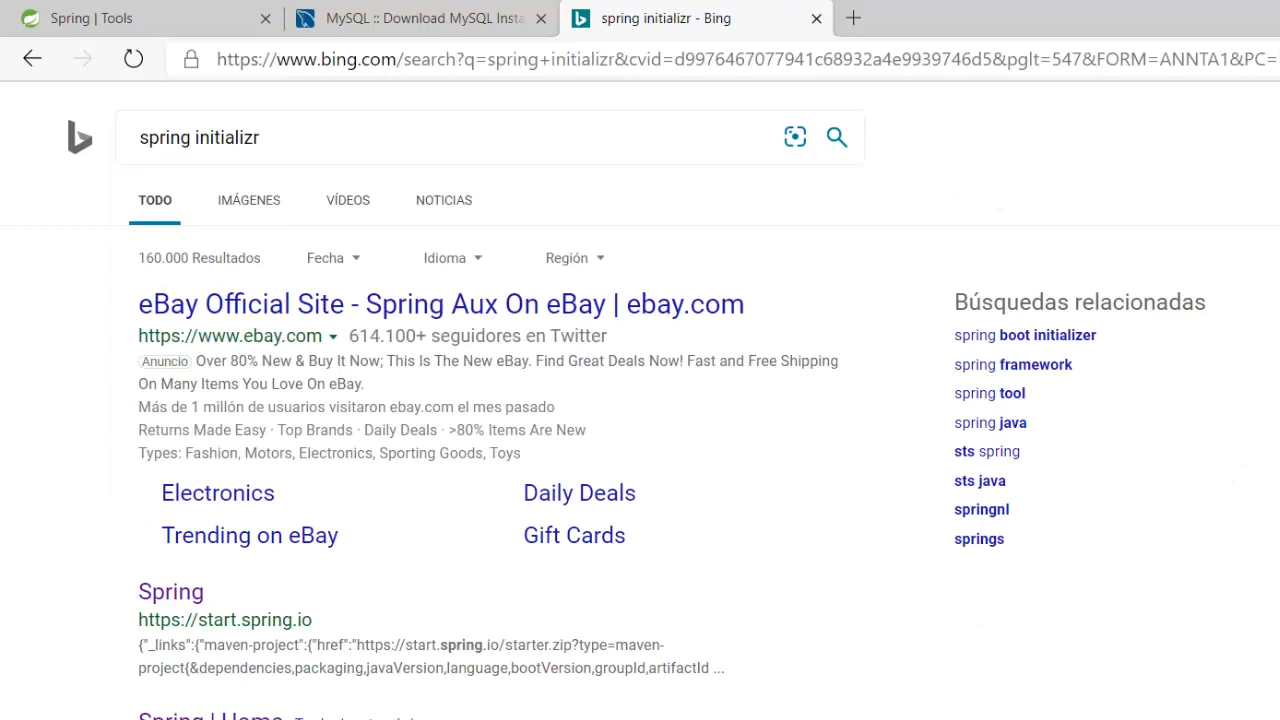 Spring | Tools
MySQL :: Download MySQL Insta
spring initializr - Bing
https://www.bing.com/search?q=spring+initializr&cvid=d9976467077941c68932a4e9939746d5&pglt=547&FORM=ANNTA1&PC=
spring initializr
TODO IMÁGENES VÍDEOS NOTICIAS
160.000 Resultados Fecha Idioma Región
eBay Official Site - Spring Aux On eBay | ebay.com
https://www.ebay.com 614.100+ seguidores en Twitter
Anuncio Over 80% New & Buy It Now; This Is The New eBay. Find Great Deals Now! Fast and Free Shipping
On Many Items You Love On eBay.
Más de 1 millón de usuarios visitaron ebay.com el mes pasado
Returns Made Easy · Top Brands · Daily Deals · >80% Items Are New
Types: Fashion, Motors, Electronics, Sporting Goods, Toys
Electronics Daily Deals
Trending on eBay Gift Cards
Spring
https://start.spring.io
{"_links":{"maven-project":{"href":"https://start.spring.io/starter.zip?type=maven-
project{&dependencies,packaging,javaVersion,language,bootVersion,groupId,artifactId ...
Spring | Home
Búsquedas relacionadas
spring boot initializer
spring framework
spring tool
spring java
sts spring
sts java
springnl
springs